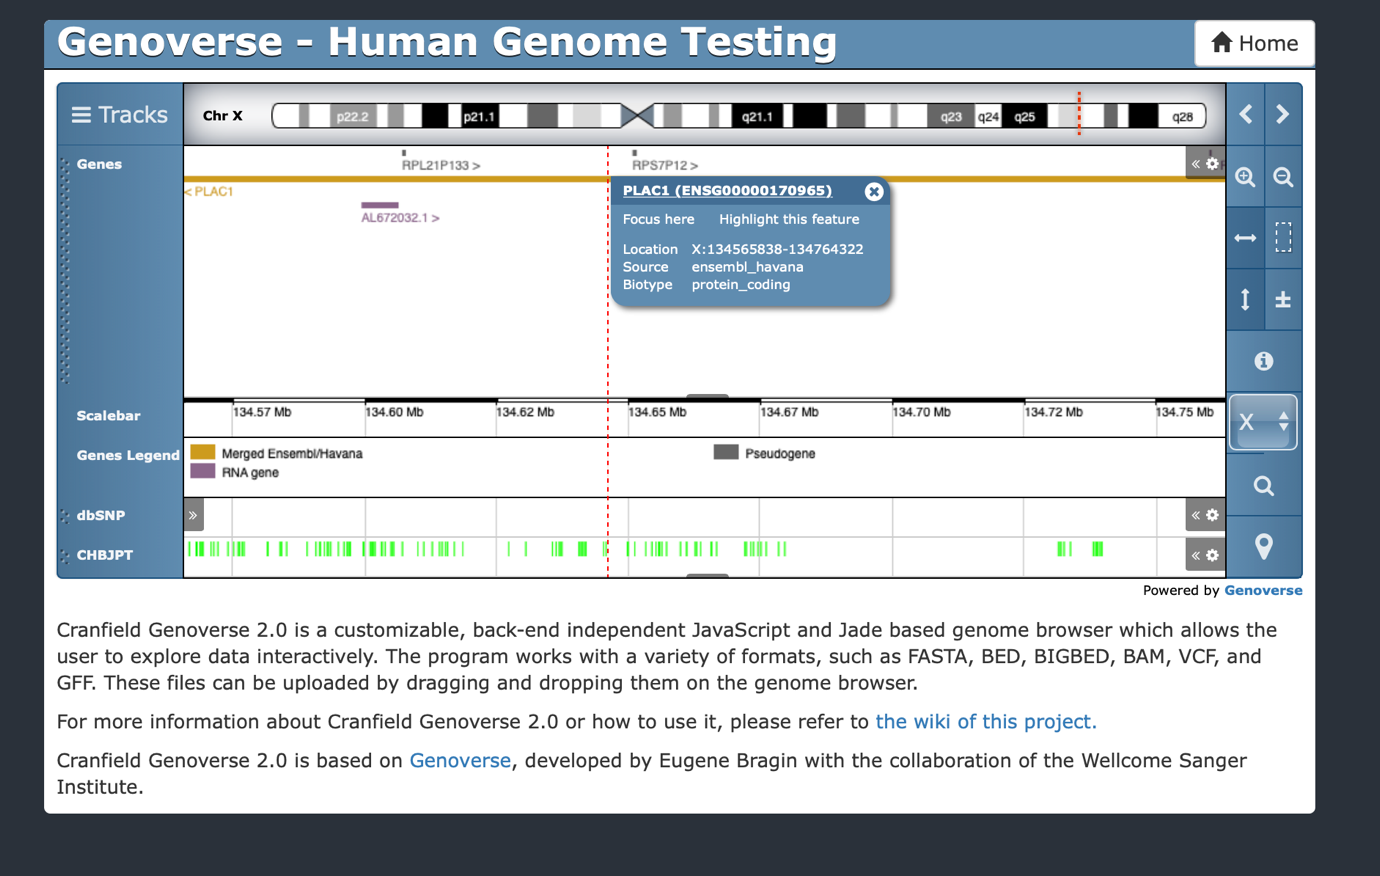 Genoverse - Human Genome Testing
Home
Tracks
Chr X
p22.2
p21.1
q21.1
q23
q24
q25
q28
Genes
RPL21P133 >
RPS7P12 >
< PLAC1
AL672032.1 >
PLAC1 (ENSG00000170965)
Focus here Highlight this feature
Location X:134565838-134764322
Source ensembl_havana
Biotype protein_coding
Scalebar
134.57 Mb
134.60 Mb
134.62 Mb
134.65 Mb
134.67 Mb
134.70 Mb
134.72 Mb
134.75 Mb
X
Genes Legend
Merged Ensembl/Havana
Pseudogene
RNA gene
dbSNP
CHBJPT
Powered by Genoverse
Cranfield Genoverse 2.0 is a customizable, back-end independent JavaScript and Jade based genome browser which allows the
user to explore data interactively. The program works with a variety of formats, such as FASTA, BED, BIGBED, BAM, VCF, and
GFF. These files can be uploaded by dragging and dropping them on the genome browser.
For more information about Cranfield Genoverse 2.0 or how to use it, please refer to the wiki of this project.
Cranfield Genoverse 2.0 is based on Genoverse, developed by Eugene Bragin with the collaboration of the Wellcome Sanger
Institute.